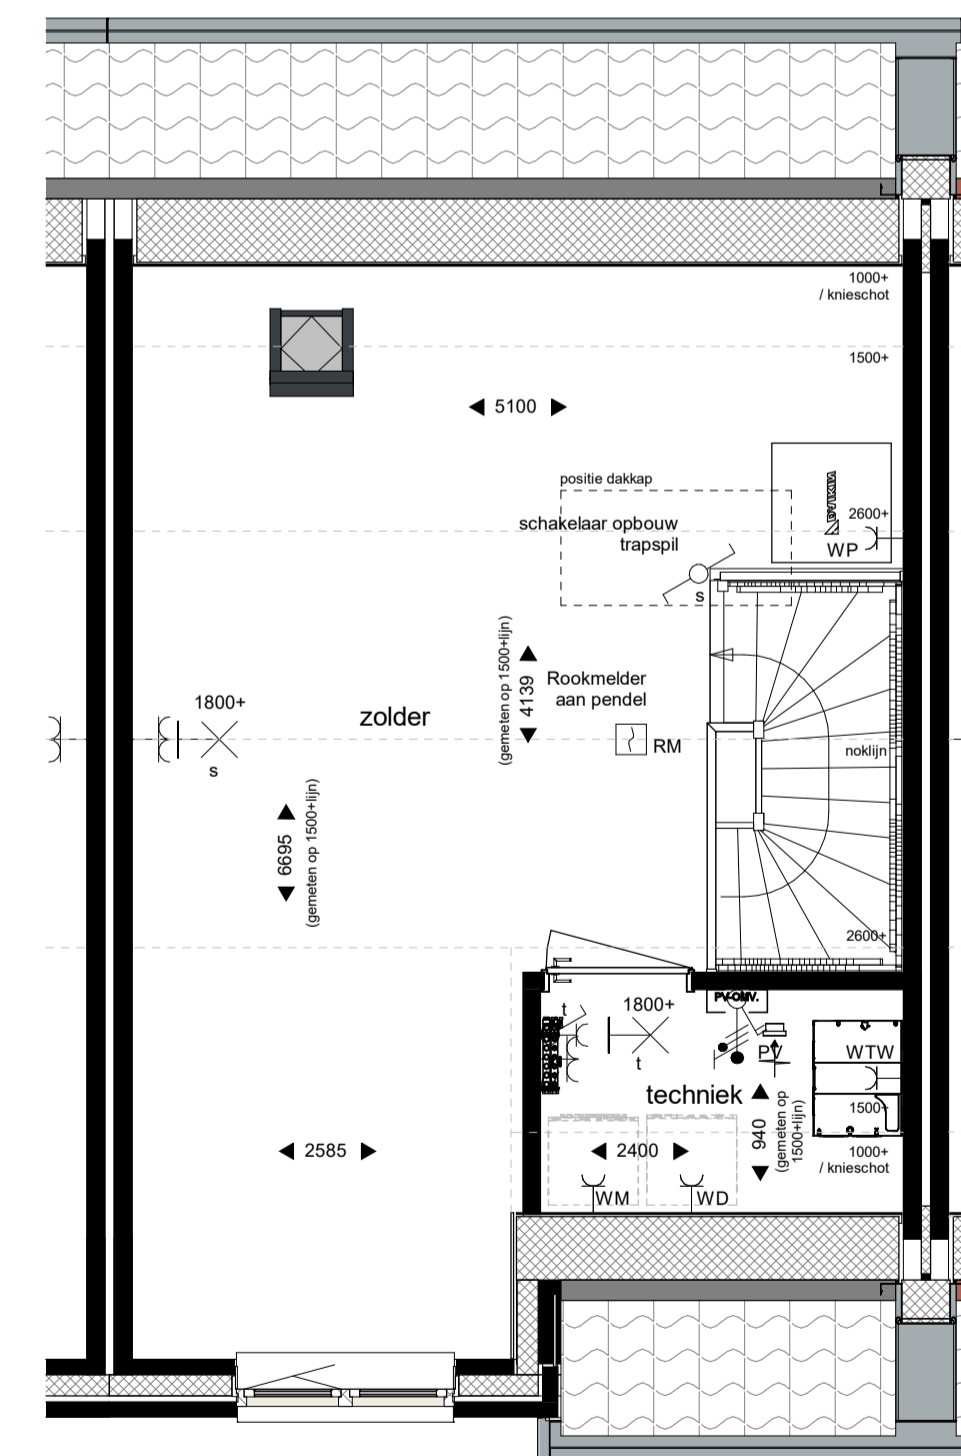 1000+
/ knieschot
1500+
5100
positie dakkap
schakelaar opbouw
trapspil
2600+
WP
s
(gemeten op 1500+lijn)
4139
Rookmelder
aan pendel
1800+
zolder
RM
noklijn
s
6695
(gemeten op 1500+lijn)
2600+
PV-OMV.
t
1800+
PV
WTW
t
techniek
1500+
940
(gemeten op
1500+lijn)
2585
2400
1000+
/ knieschot
WM
WD